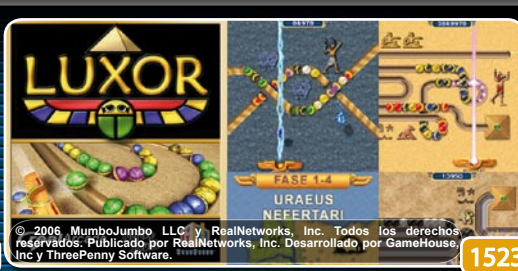 LUXOR
FASE 1-4
URAEUS
NEFERTARI
© 2006 MumboJumbo LLC y RealNetworks, Inc. Todos los derechos
reservados. Publicado por RealNetworks, Inc. Desarrollado por GameHouse,
Inc y ThreePenny Software.
1523